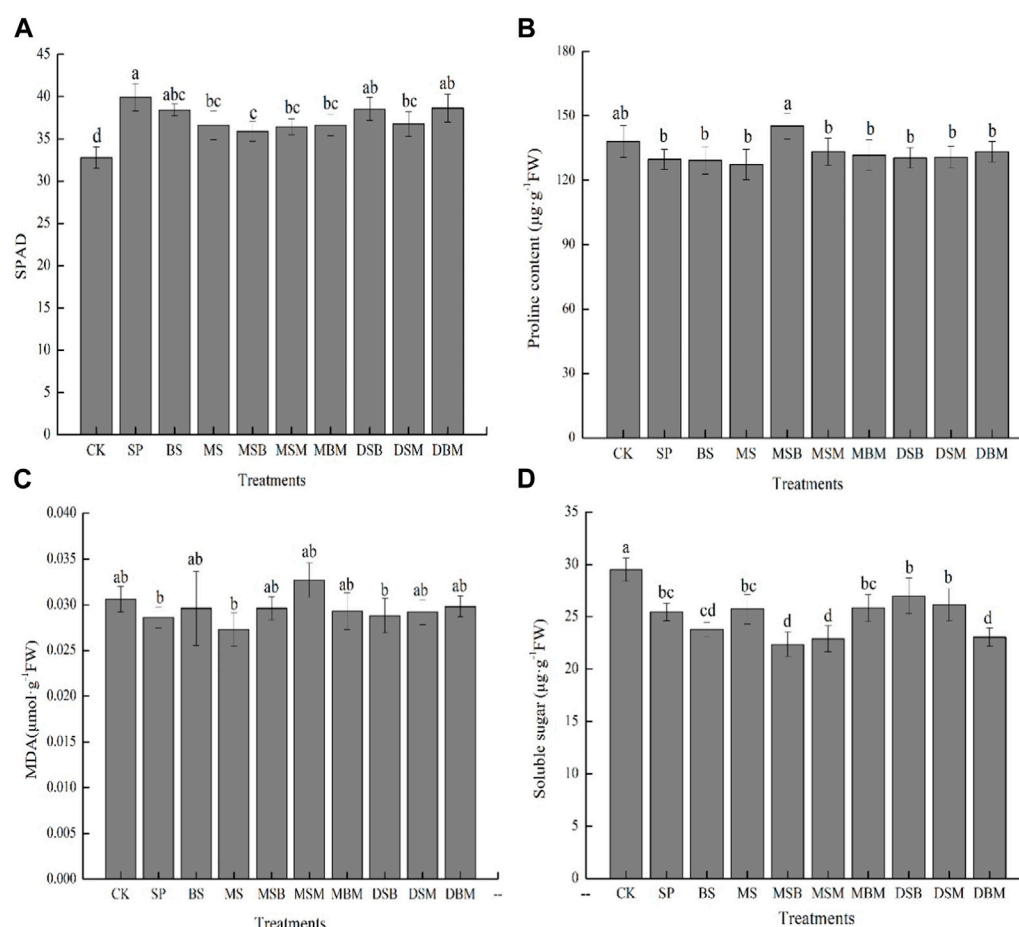 A
SPAD
45
40
35
30
25
20
15
10
5
0
d
a
abc
bc
c
bc
bc
ab
bc
ab
CK SP BS MS MSB MSM MBM DSB DSM DBM
Treatments
B
Proline content (μg·g⁻¹FW)
180
150
120
90
60
30
0
ab
b
b
b
a
b
b
b
b
b
CK SP BS MS MSB MSM MBM DSB DSM DBM
Treatments
C
MDA(μmol·g⁻¹FW)
0.040
0.035
0.030
0.025
0.020
0.015
0.010
0.005
0.000
ab
b
ab
b
ab
ab
ab
b
ab
ab
CK SP BS MS MSB MSM MBM DSB DSM DBM --
Treatments
D
Soluble sugar (μg·g⁻¹FW)
35
30
25
20
15
10
5
0
a
bc
cd
bc
d
d
bc
b
b
d
-- CK SP BS MS MSB MSM MBM DSB DSM DBM
Treatments